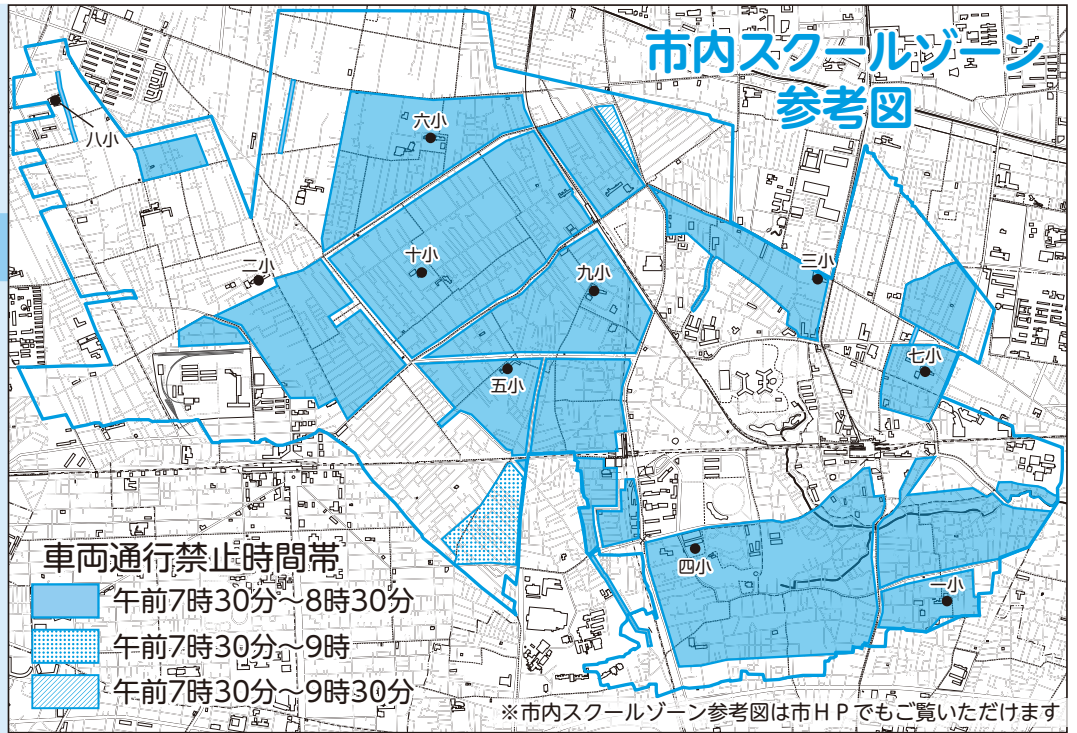 市内スクールゾーン
参考図
六小
八小
十小
二小
九小
三小
五小
七小
四小
一小
車両通行禁止時間帯
午前7時30分～8時30分
午前7時30分～9時
午前7時30分～9時30分
※市内スクールゾーン参考図は市ＨＰでもご覧いただけます